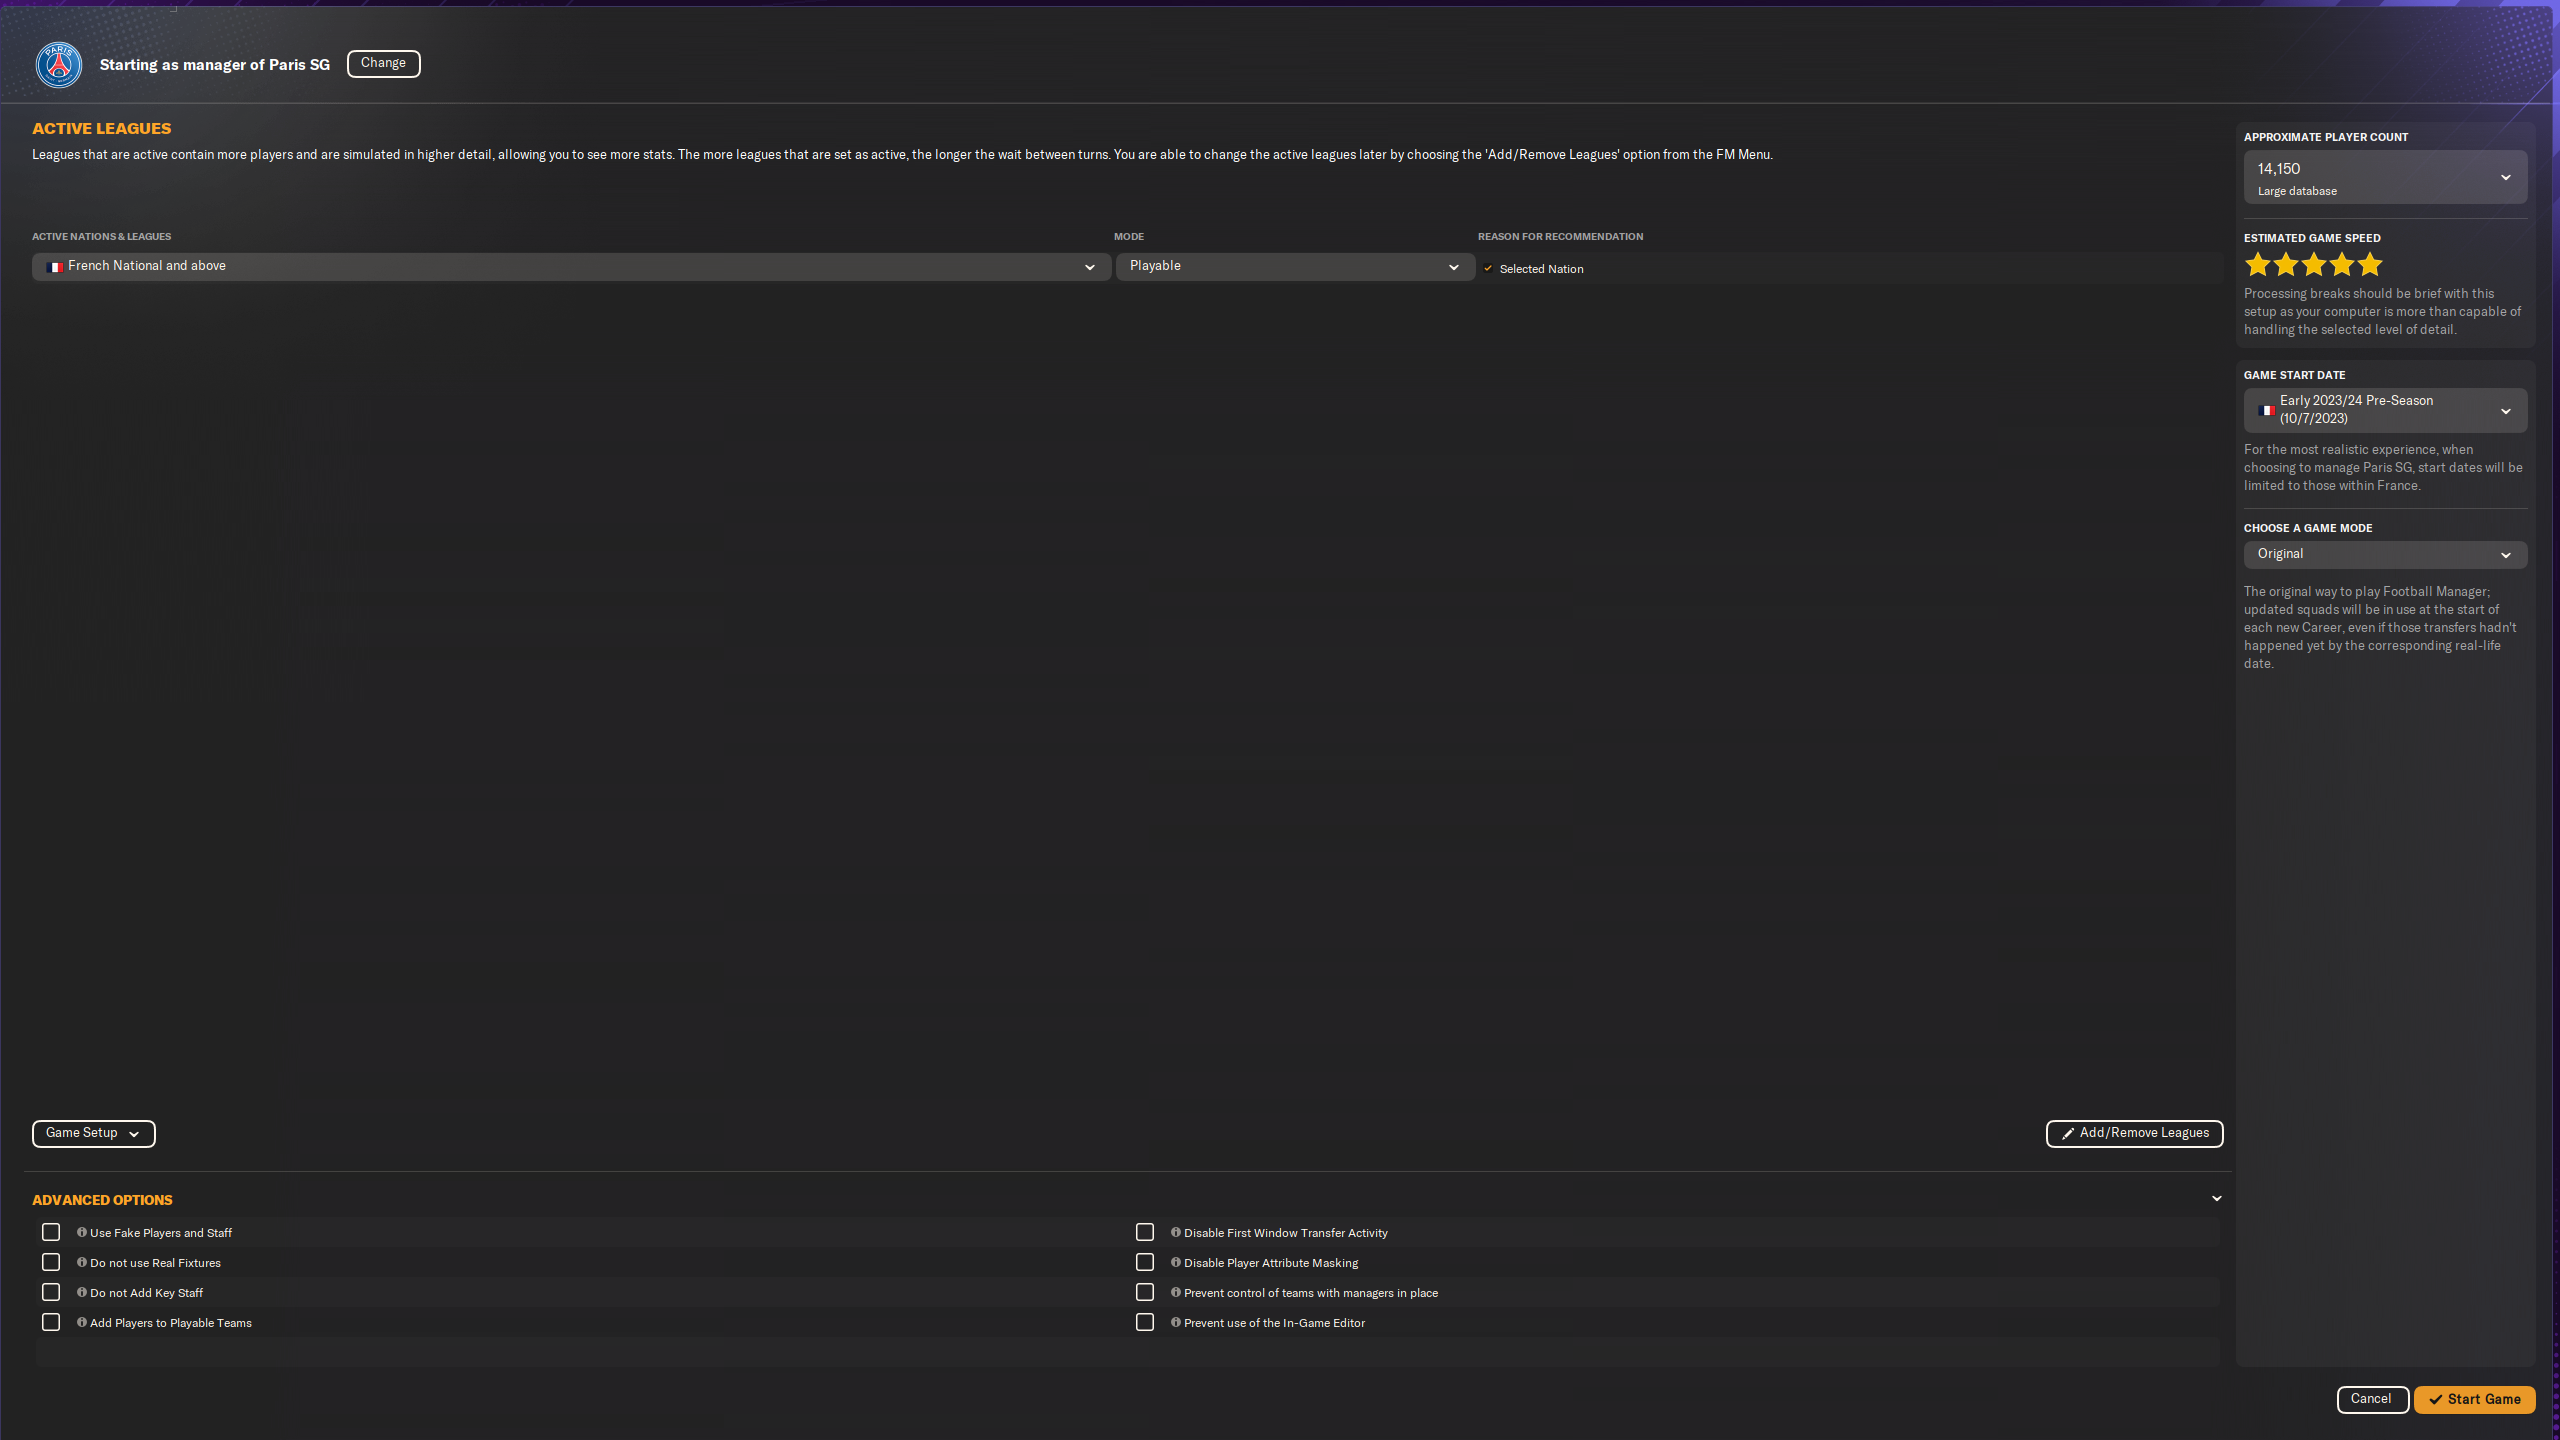 PARIS
Starting as manager of Paris SG
Change
ACTIVE LEAGUES
Leagues that are active contain more players and are simulated in higher detail, allowing you to see more stats. The more leagues that are set as active, the longer the wait between turns. You are able to change the active leagues later by choosing the 'Add/Remove Leagues' option from the FM Menu.
ACTIVE NATIONS & LEAGUES
MODE
REASON FOR RECOMMENDATION
French National and above
Playable
Selected Nation
Game Setup
Add/Remove Leagues
ADVANCED OPTIONS
Use Fake Players and Staff
Disable First Window Transfer Activity
Do not use Real Fixtures
Disable Player Attribute Masking
Do not Add Key Staff
Prevent control of teams with managers in place
Add Players to Playable Teams
Prevent use of the In-Game Editor
APPROXIMATE PLAYER COUNT
14,150
Large database
ESTIMATED GAME SPEED
Processing breaks should be brief with this
setup as your computer is more than capable of
handling the selected level of detail.
GAME START DATE
Early 2023/24 Pre-Season
(10/7/2023)
For the most realistic experience, when
choosing to manage Paris SG, start dates will be
limited to those within France.
CHOOSE A GAME MODE
Original
The original way to play Football Manager;
updated squads will be in use at the start of
each new Career, even if those transfers hadn't
happened yet by the corresponding real-life
date.
Cancel
Start Game